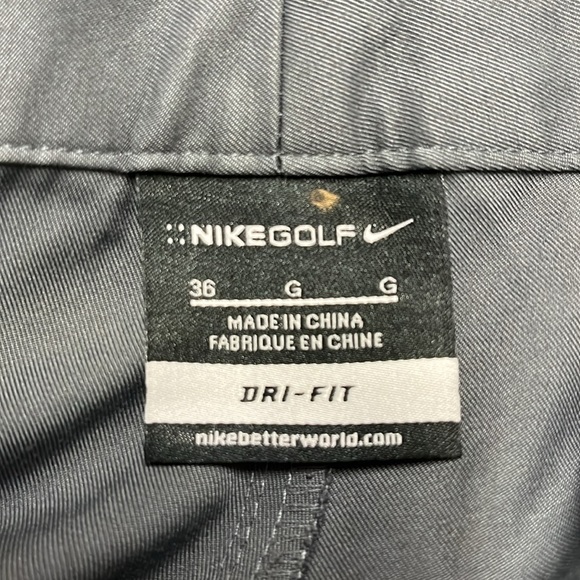 NIKEGOLF
36 G G
MADE IN CHINA
FABRIQUE EN CHINE
DRI-FIT
nikebetterworld.com